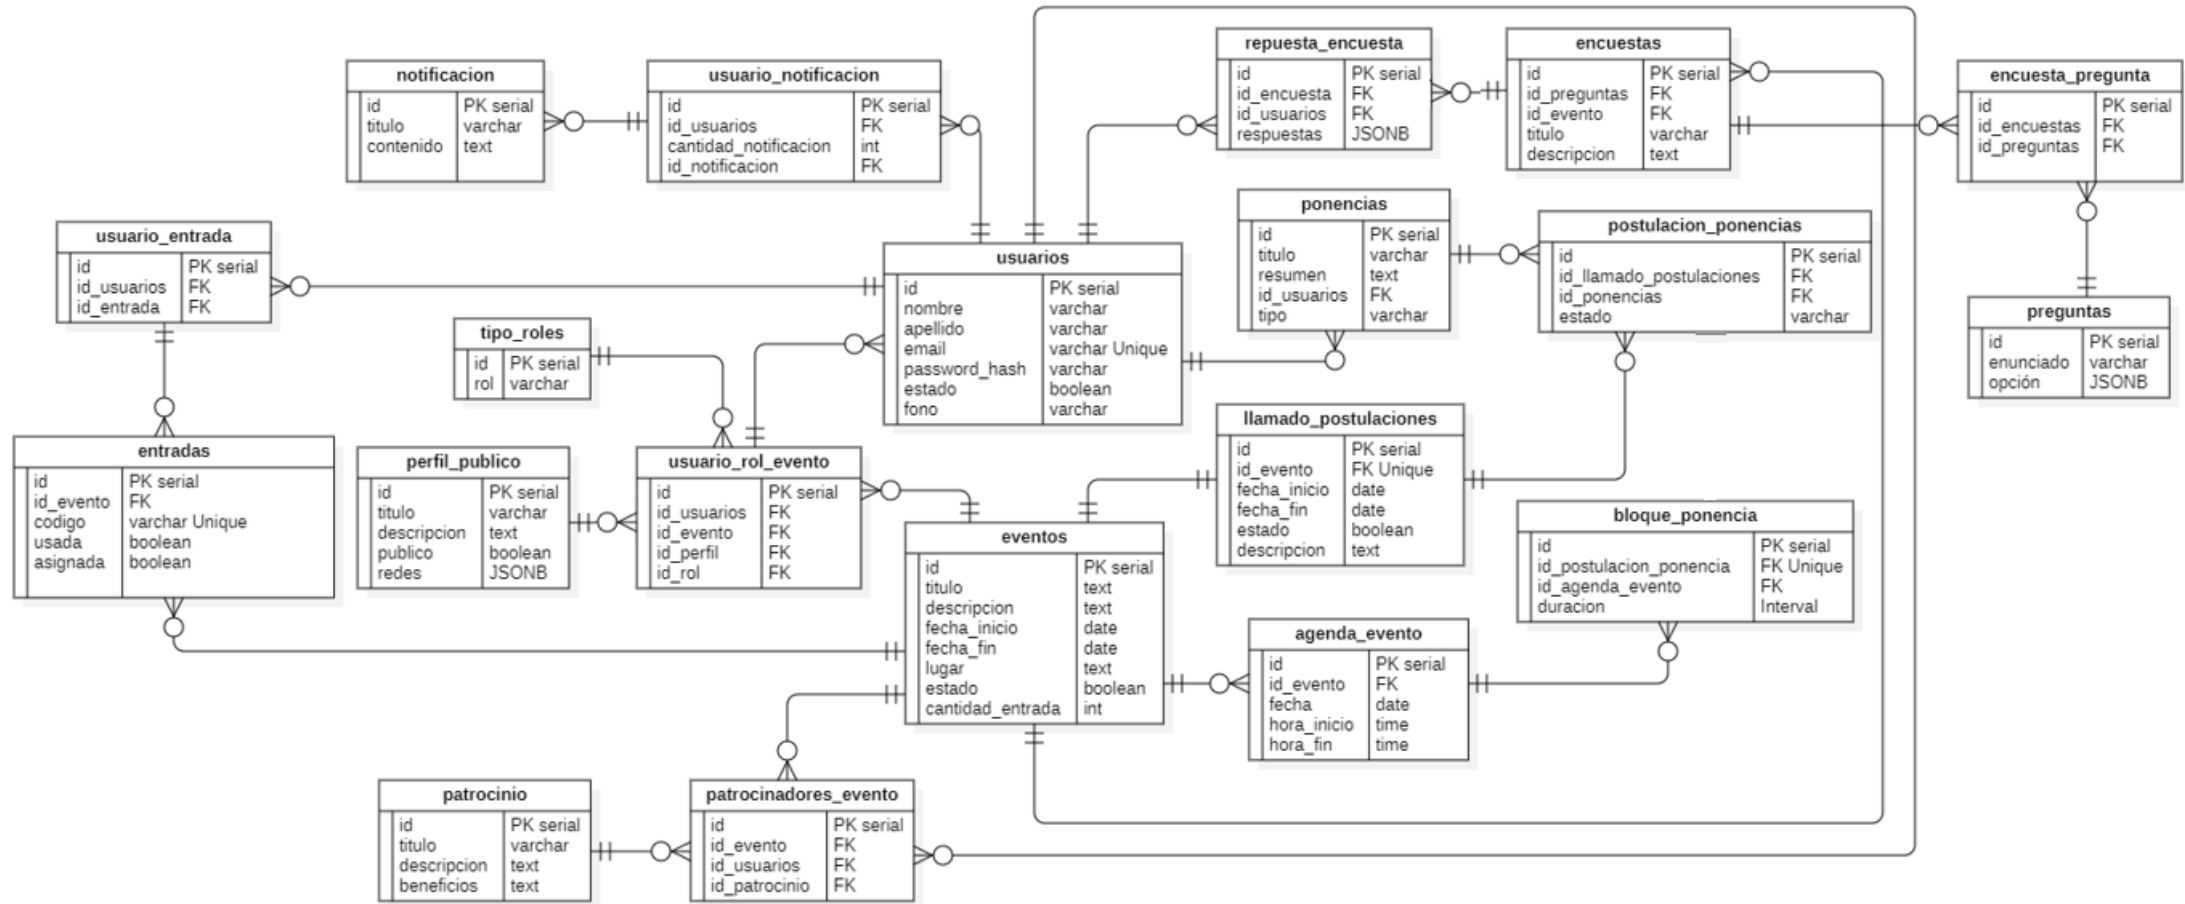 notificacion
id PK serial
titulo varchar
contenido text
usuario_notificacion
id PK serial
id_usuarios FK
cantidad_notificacion int
id_notificacion FK
repuesta_encuesta
id PK serial
id_encuesta FK
id_usuarios FK
respuestas JSONB
encuestas
id PK serial
id_preguntas FK
id_evento FK
titulo varchar
descripcion text
encuesta_pregunta
id PK serial
id_encuestas FK
id_preguntas FK
usuario_entrada
id PK serial
id_usuarios FK
id_entrada FK
usuarios
id PK serial
nombre varchar
apellido varchar
email varchar Unique
password_hash varchar
estado boolean
fono varchar
ponencias
id PK serial
titulo varchar
resumen text
id_usuarios FK
tipo varchar
postulacion_ponencias
id PK serial
id_llamado_postulaciones FK
id_ponencias FK
estado varchar
preguntas
id PK serial
enunciado varchar
opción JSONB
tipo_roles
id PK serial
rol varchar
entradas
id PK serial
id_evento FK
codigo varchar Unique
usada boolean
asignada boolean
perfil_publico
id PK serial
titulo varchar
descripcion text
publico boolean
redes JSONB
usuario_rol_evento
id PK serial
id_usuarios FK
id_evento FK
id_perfil FK
id_rol FK
llamado_postulaciones
id PK serial
id_evento FK Unique
fecha_inicio date
fecha_fin date
estado boolean
descripcion text
eventos
id PK serial
titulo text
descripcion text
fecha_inicio date
fecha_fin date
lugar text
estado boolean
cantidad_entrada int
bloque_ponencia
id PK serial
id_postulacion_ponencia FK Unique
id_agenda_evento FK
duracion Interval
agenda_evento
id PK serial
id_evento FK
fecha date
hora_inicio time
hora_fin time
patrocinio
id PK serial
titulo varchar
descripcion text
beneficios text
patrocinadores_evento
id PK serial
id_evento FK
id_usuarios FK
id_patrocinio FK